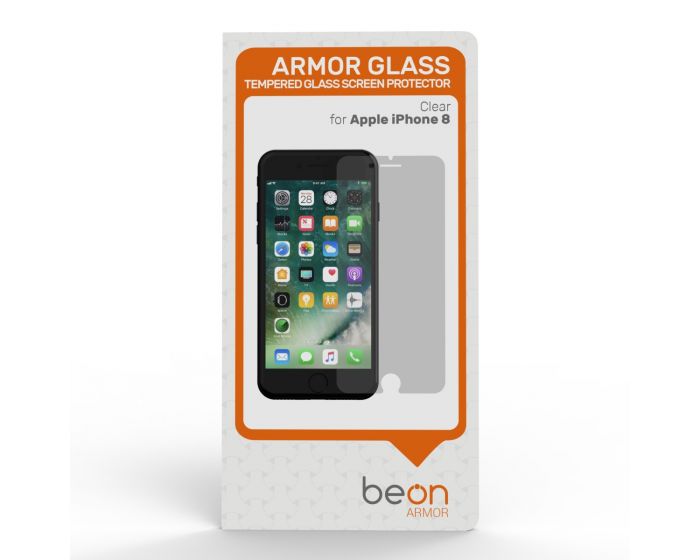 ARMOR GLASS
TEMPERED GLASS SCREEN PROTECTOR
Clear
for Apple iPhone 8
beon
ARMOR